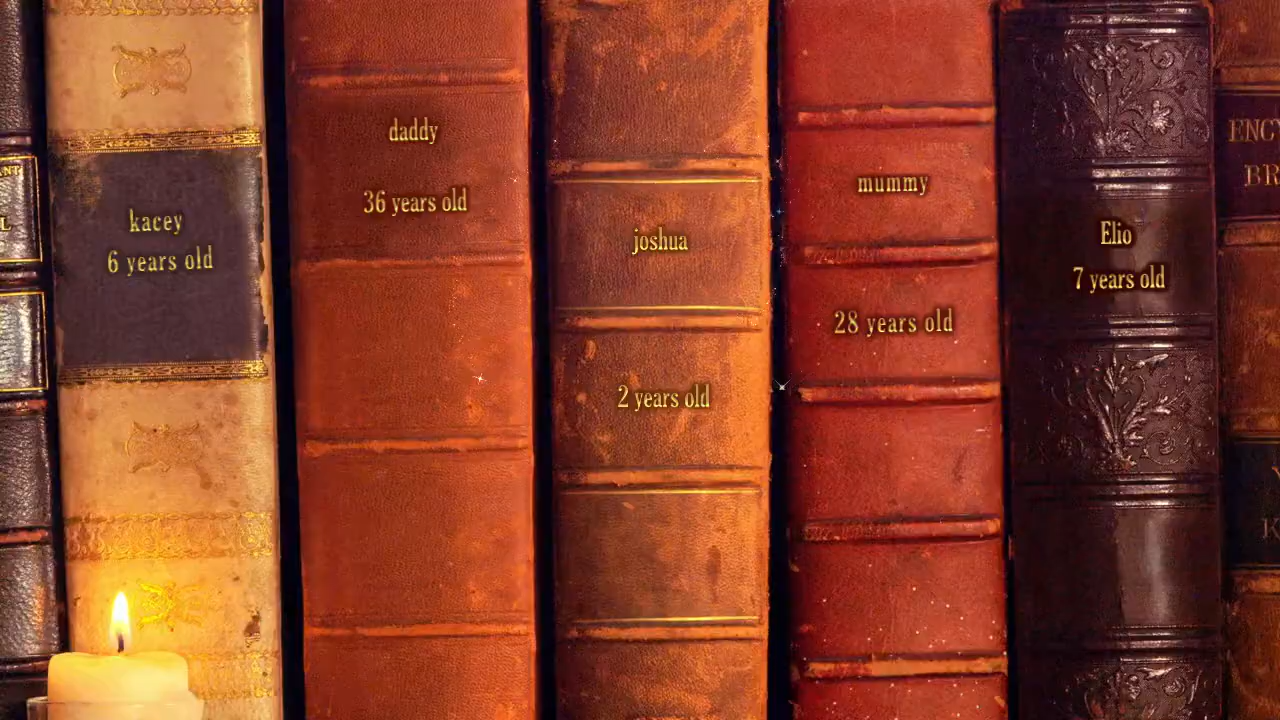 kacey
6 years old
daddy
36 years old
joshua
2 years old
mummy
28 years old
Elio
7 years old